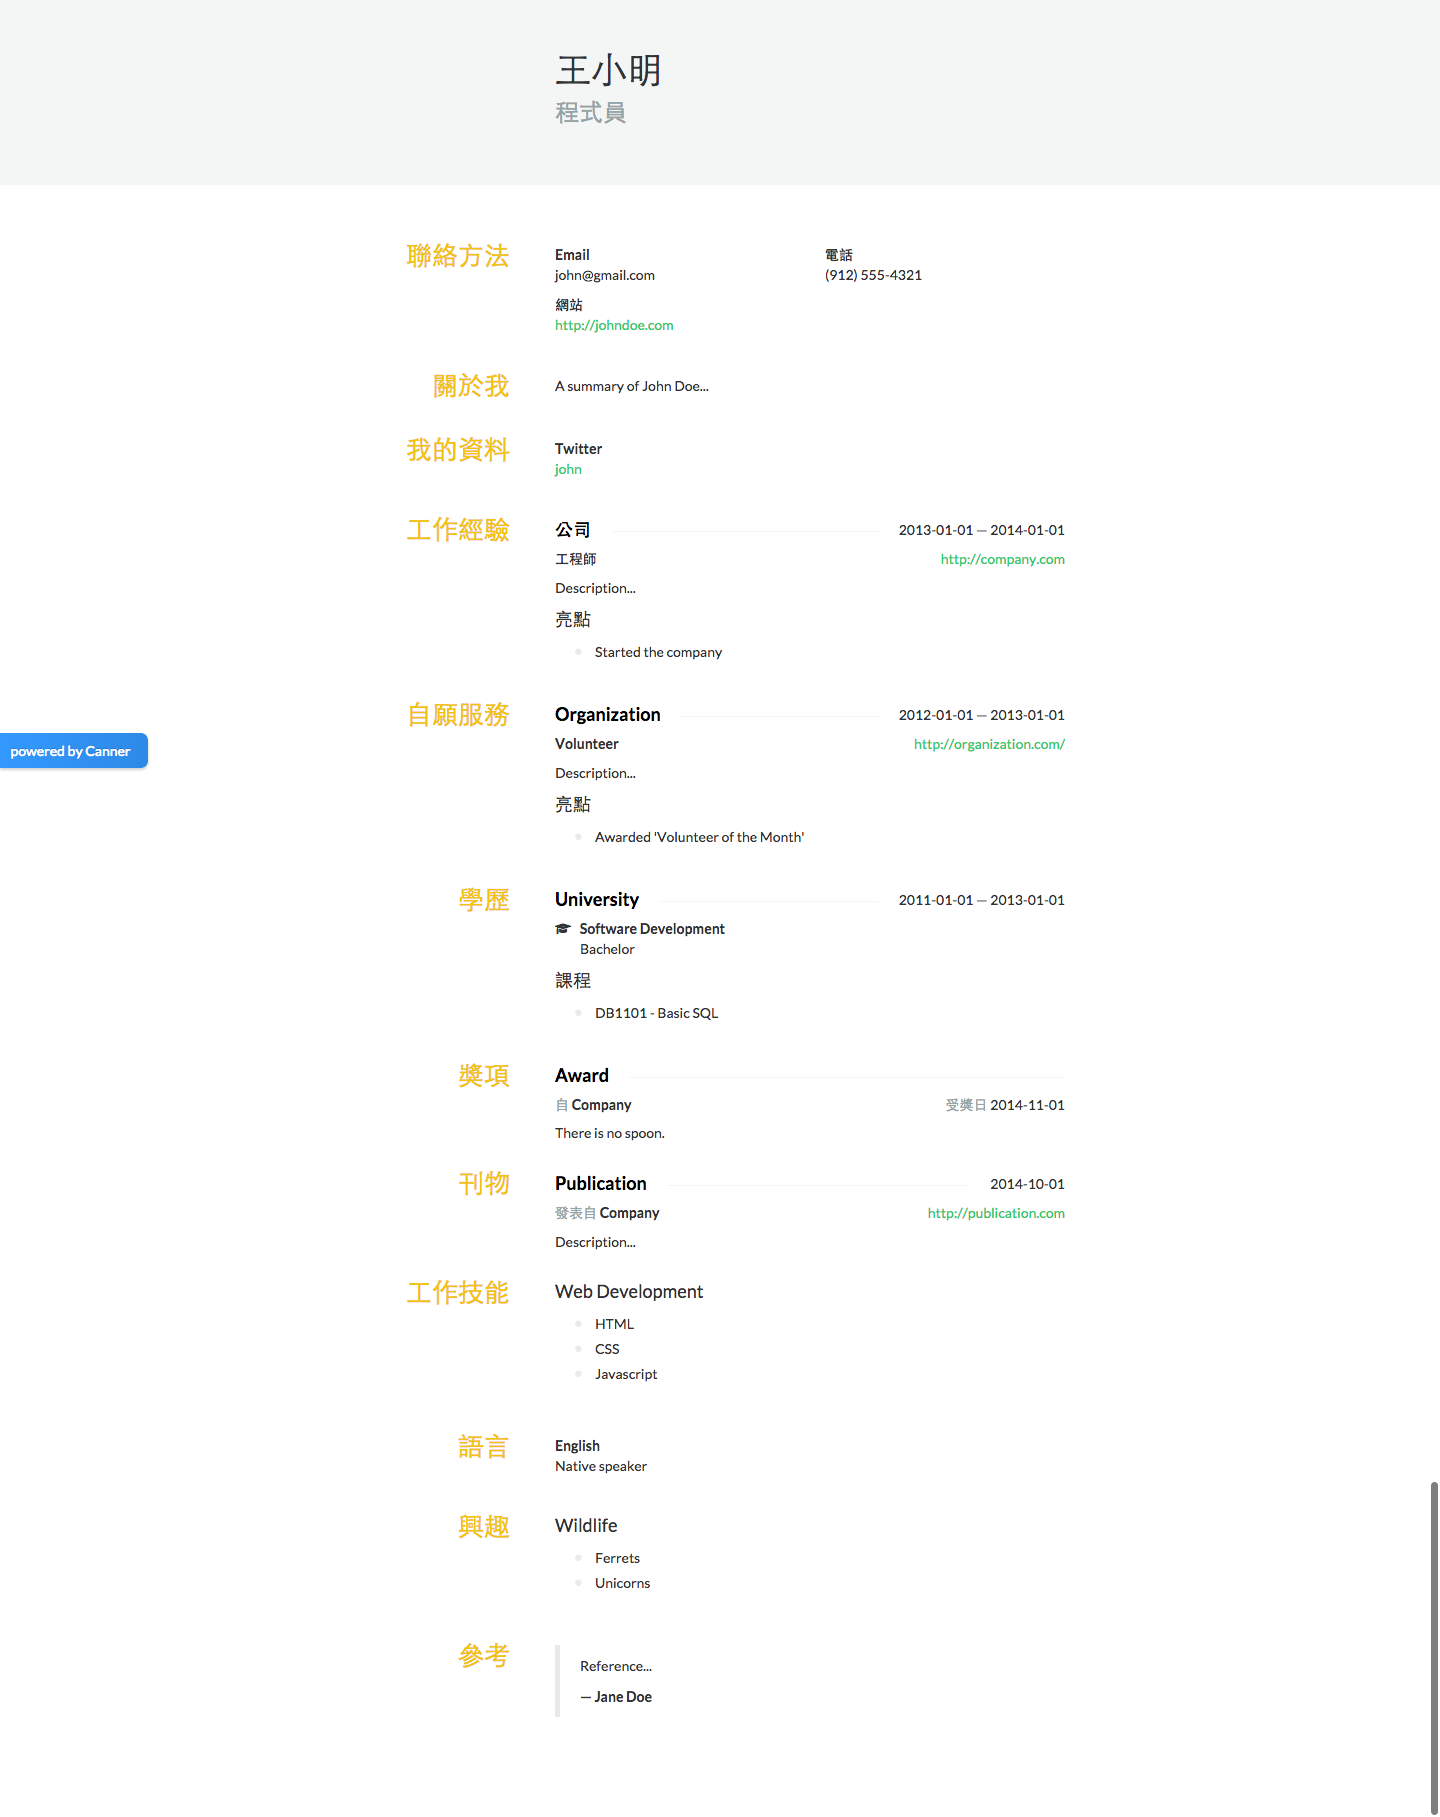 王小明
程式員
聯絡方法
Email
john@gmail.com
電話
(912) 555-4321
網站
http://johndoe.com
關於我
A summary of John Doe...
我的資料
Twitter
john
工作經驗
公司
2013-01-01 — 2014-01-01
工程師
http://company.com
Description...
亮點
Started the company
自願服務
Organization
2012-01-01 — 2013-01-01
powered by Canner
Volunteer
http://organization.com/
Description...
亮點
Awarded 'Volunteer of the Month'
學歷
University
2011-01-01 — 2013-01-01
Software Development
Bachelor
課程
DB1101 - Basic SQL
獎項
Award
自 Company
受獎日 2014-11-01
There is no spoon.
刊物
Publication
2014-10-01
發表自 Company
http://publication.com
Description...
工作技能
Web Development
HTML
CSS
Javascript
語言
English
Native speaker
興趣
Wildlife
Ferrets
Unicorns
參考
Reference...
— Jane Doe